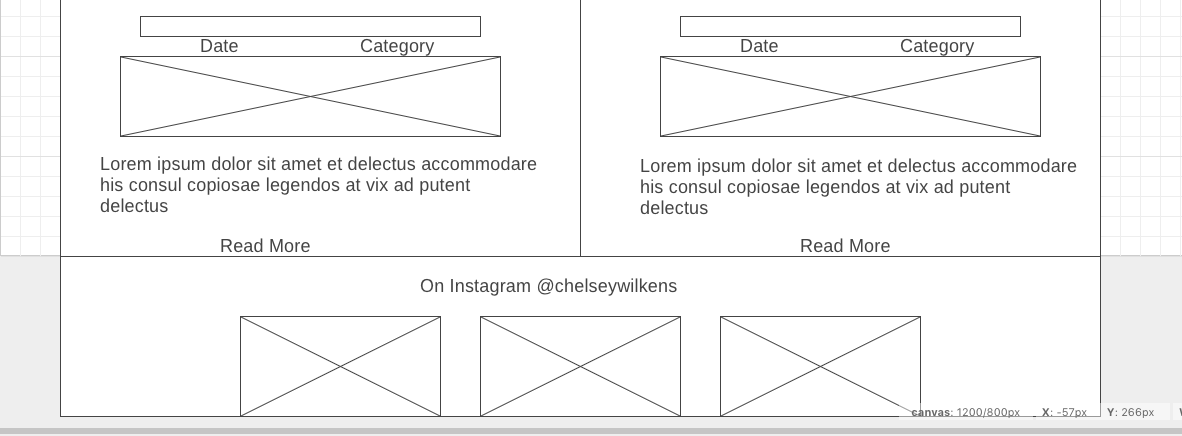 Date Category
Date Category
Lorem ipsum dolor sit amet et delectus accommodare
his consul copiosae legendos at vix ad putent
delectus
Read More
Lorem ipsum dolor sit amet et delectus accommodare
his consul copiosae legendos at vix ad putent
delectus
Read More
On Instagram @chelseywilkens
canvas: 1200/800px X: -57px Y: 266px